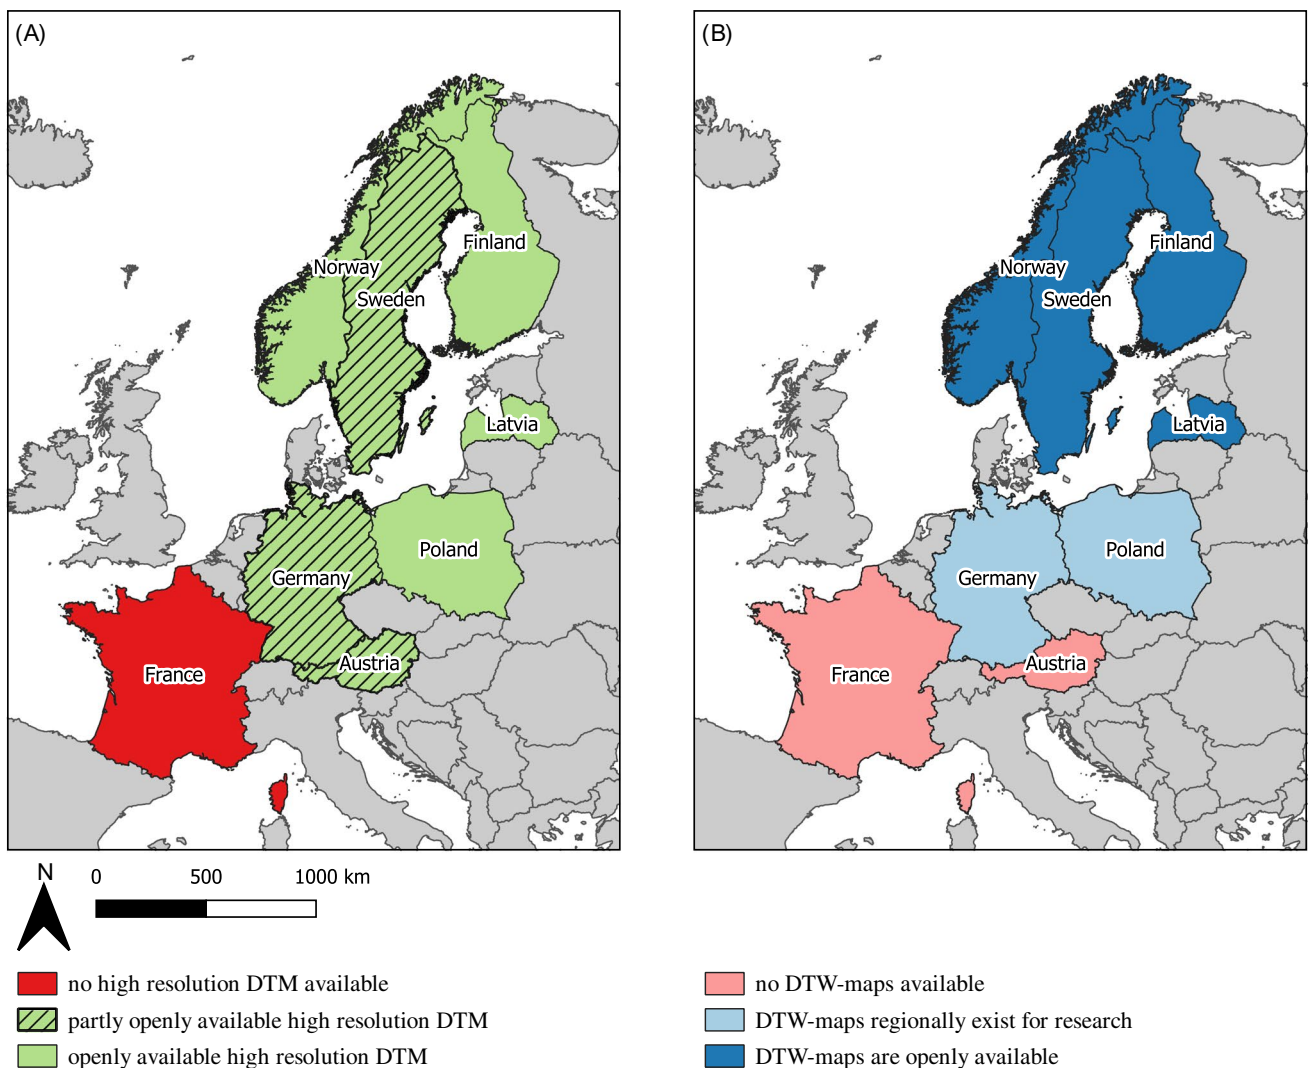 (A)
Finland
Norway
Sweden
Latvia
Poland
Germany
Austria
France
(B)
Finland
Norway
Sweden
Latvia
Poland
Germany
Austria
France
N
0 500 1000 km
no high resolution DTM available
partly openly available high resolution DTM
openly available high resolution DTM
no DTW-maps available
DTW-maps regionally exist for research
DTW-maps are openly available